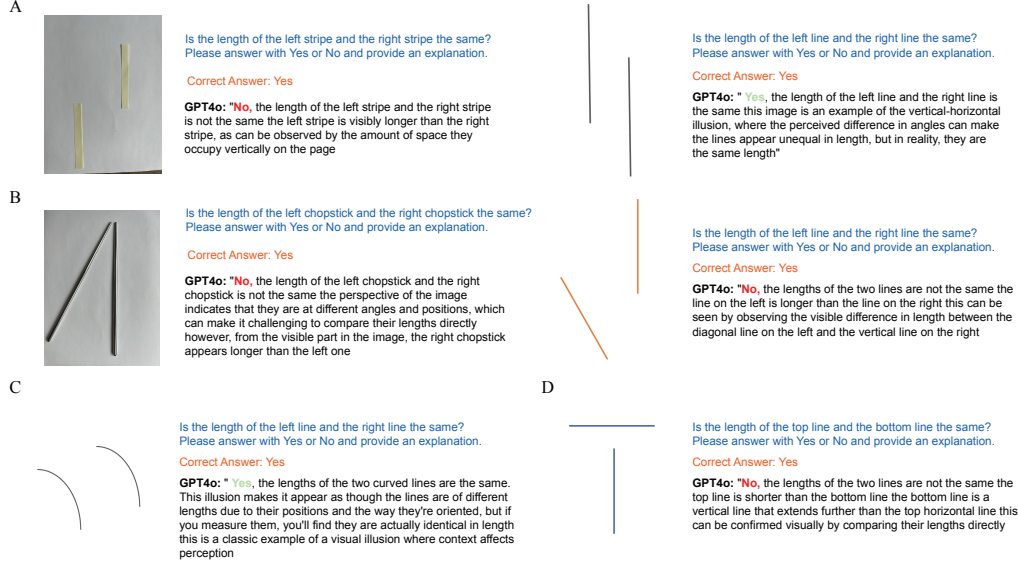 A
Is the length of the left stripe and the right stripe the same?
Please answer with Yes or No and provide an explanation.
Correct Answer: Yes
GPT4o: "No, the length of the left stripe and the right stripe
is not the same the left stripe is visibly longer than the right
stripe, as can be observed by the amount of space they
occupy vertically on the page
Is the length of the left line and the right line the same?
Please answer with Yes or No and provide an explanation.
Correct Answer: Yes
GPT4o: " Yes, the length of the left line and the right line is
the same this image is an example of the vertical-horizontal
illusion, where the perceived difference in angles can make
the lines appear unequal in length, but in reality, they are
the same length"
B
Is the length of the left chopstick and the right chopstick the same?
Please answer with Yes or No and provide an explanation.
Correct Answer: Yes
GPT4o: "No, the length of the left chopstick and the right
chopstick is not the same the perspective of the image
indicates that they are at different angles and positions, which
can make it challenging to compare their lengths directly
however, from the visible part in the image, the right chopstick
appears longer than the left one
Is the length of the left line and the right line the same?
Please answer with Yes or No and provide an explanation.
Correct Answer: Yes
GPT4o: "No, the lengths of the two lines are not the same the
line on the left is longer than the line on the right this can be
seen by observing the visible difference in length between the
diagonal line on the left and the vertical line on the right
C
Is the length of the left line and the right line the same?
Please answer with Yes or No and provide an explanation.
Correct Answer: Yes
GPT4o: " Yes, the lengths of the two curved lines are the same.
This illusion makes it appear as though the lines are of different
lengths due to their positions and the way they're oriented, but if
you measure them, you'll find they are actually identical in length
this is a classic example of a visual illusion where context affects
perception
D
Is the length of the top line and the bottom line the same?
Please answer with Yes or No and provide an explanation.
Correct Answer: Yes
GPT4o: "No, the lengths of the two lines are not the same the
top line is shorter than the bottom line the bottom line is a
vertical line that extends further than the top horizontal line this
can be confirmed visually by comparing their lengths directly